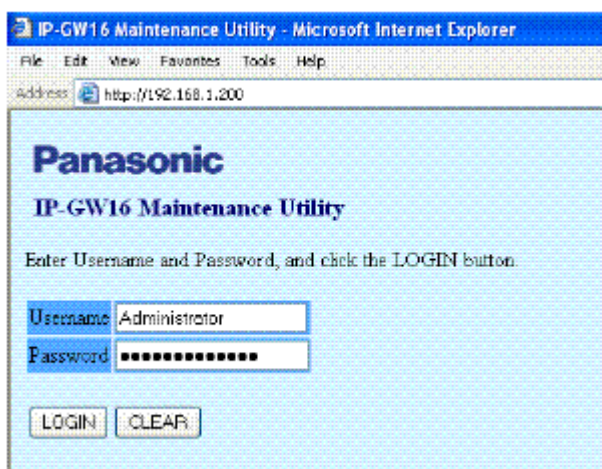 IP-GW16 Maintenance Utility - Microsoft Internet Explorer
File Edit View Favorites Tools Help
Address http://192.168.1.200
Panasonic
IP-GW16 Maintenance Utility
Enter Username and Password, and click the LOGIN button.
Username Administrator
Password •••••••••••••
LOGIN CLEAR